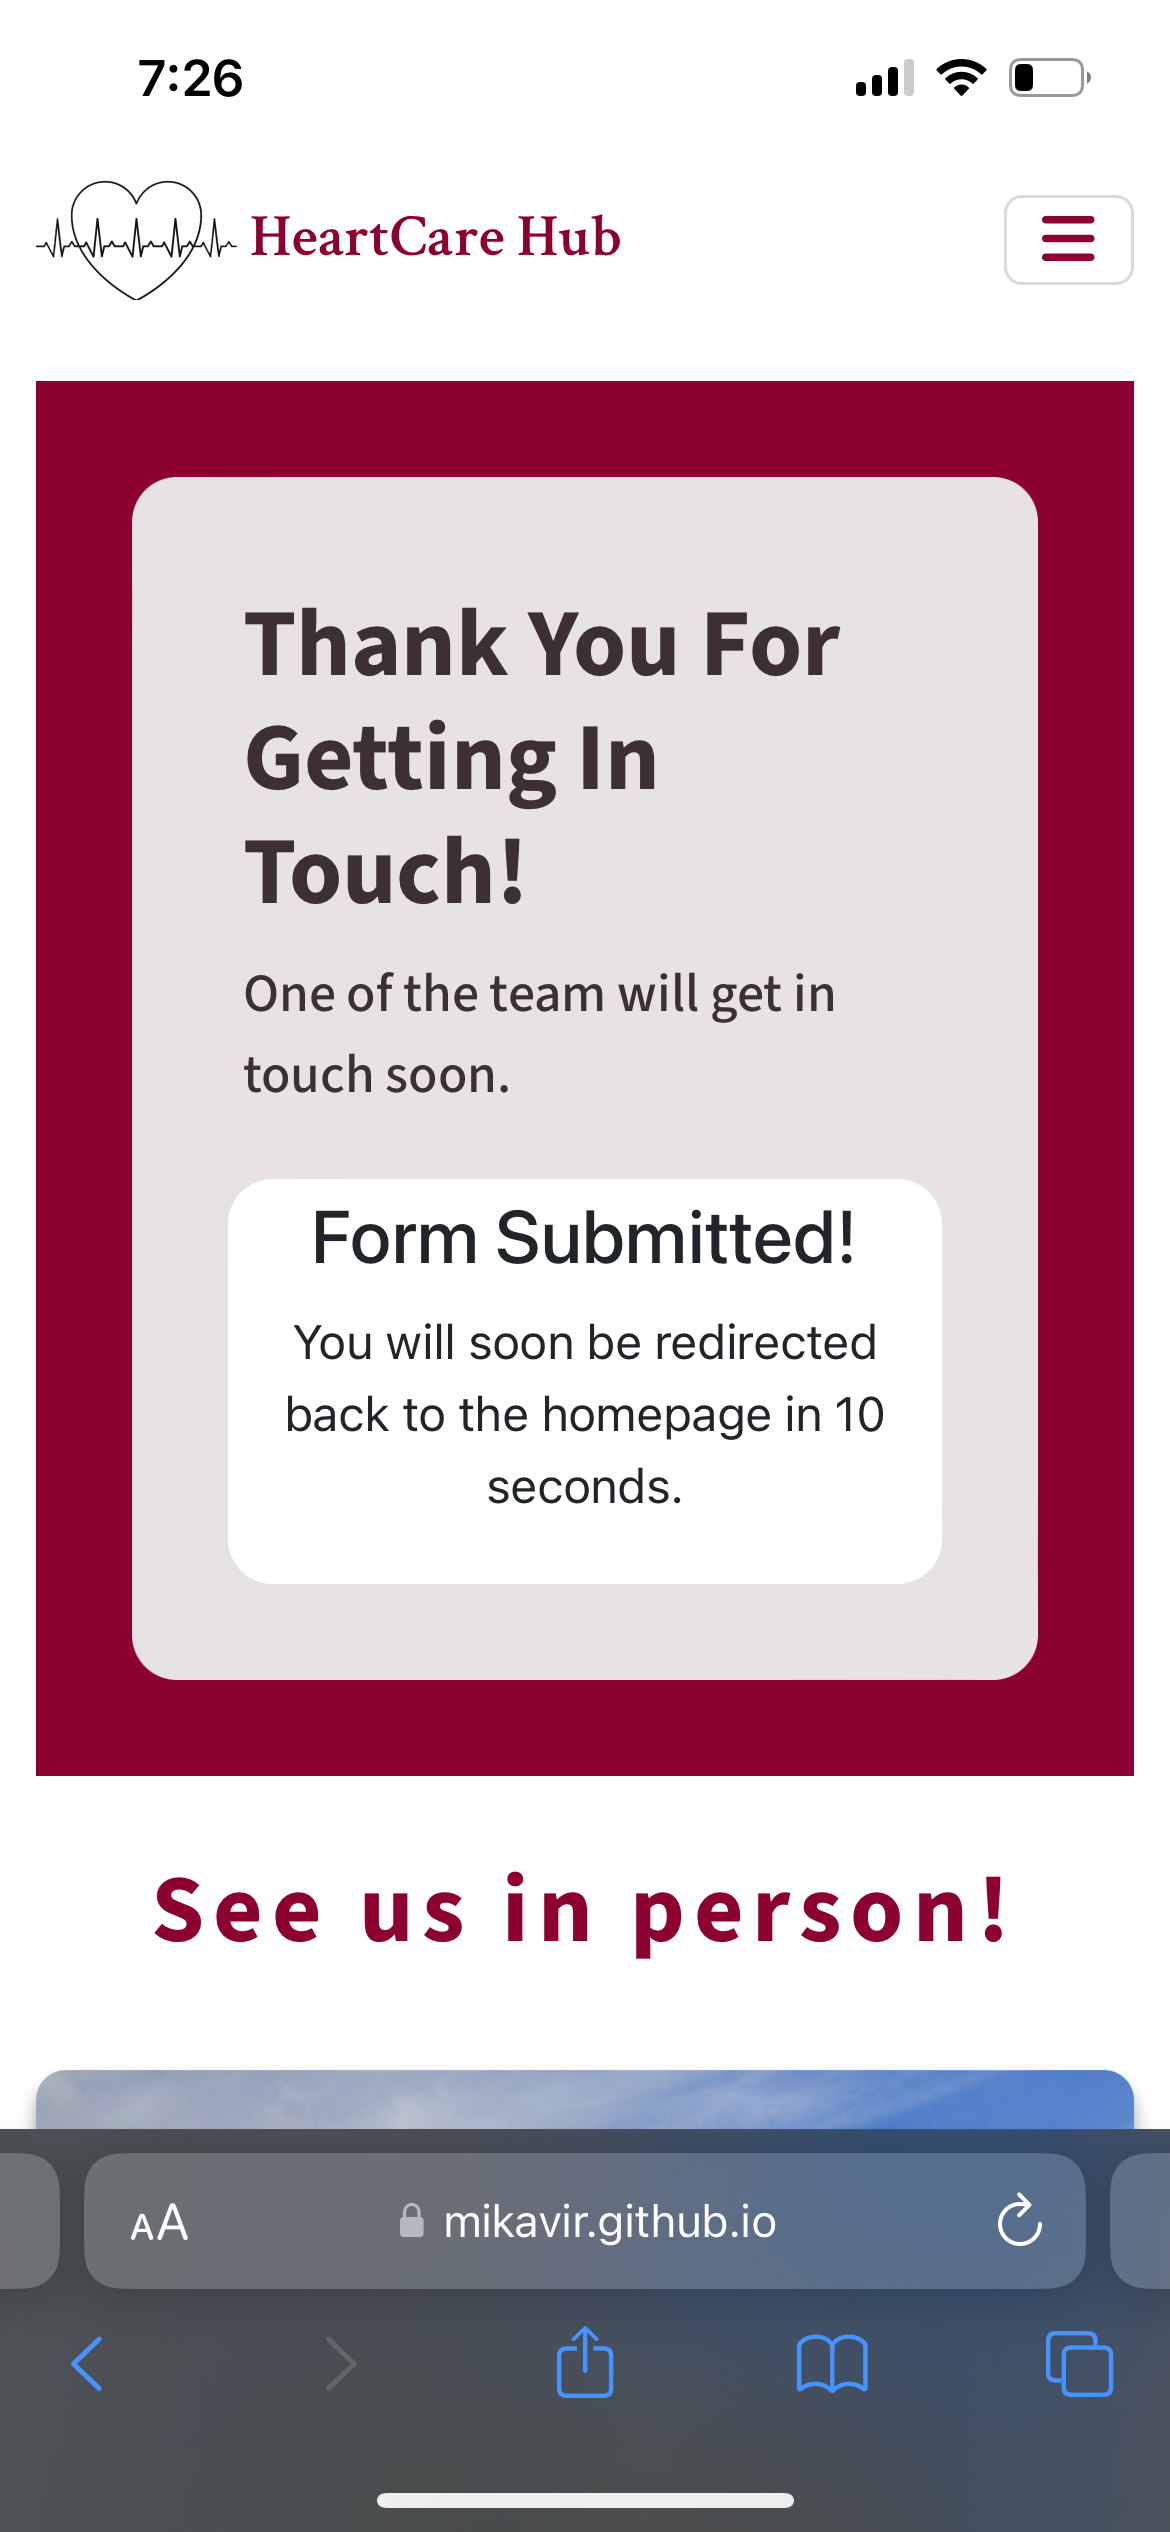 7:26
HeartCare Hub
Thank You For
Getting In
Touch!
One of the team will get in
touch soon.
Form Submitted!
You will soon be redirected
back to the homepage in 10
seconds.
See us in person!
AA
mikavir.github.io